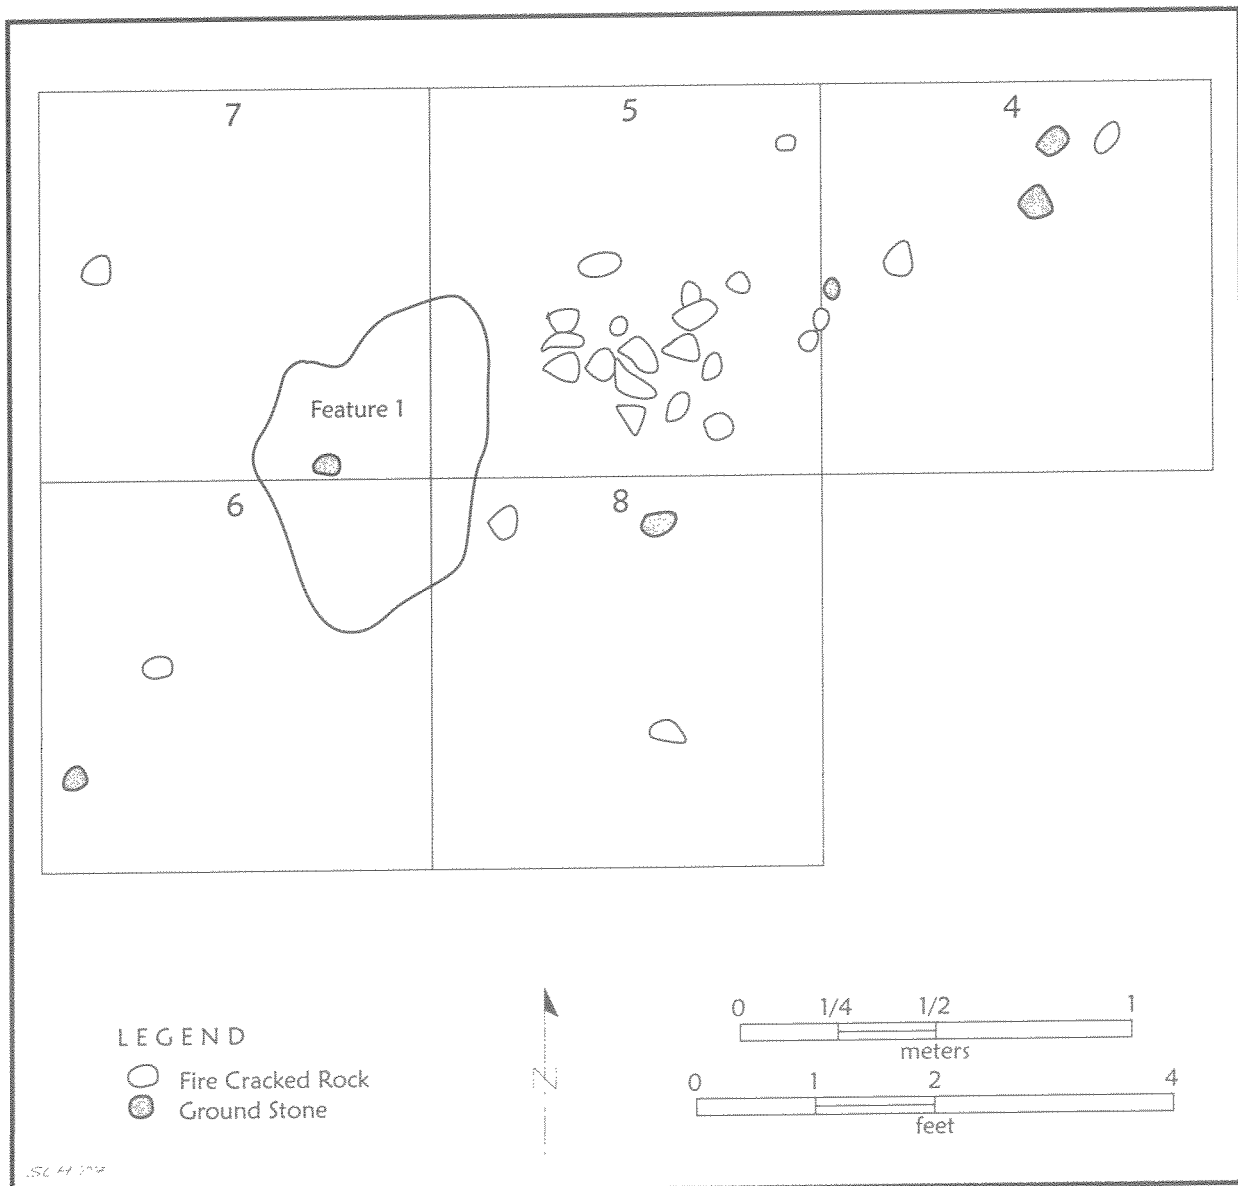 7
5
4
Feature 1
6
8
LEGEND
Fire Cracked Rock
Ground Stone
N
0 1/4 1/2 1
meters
0 1 2 4
feet